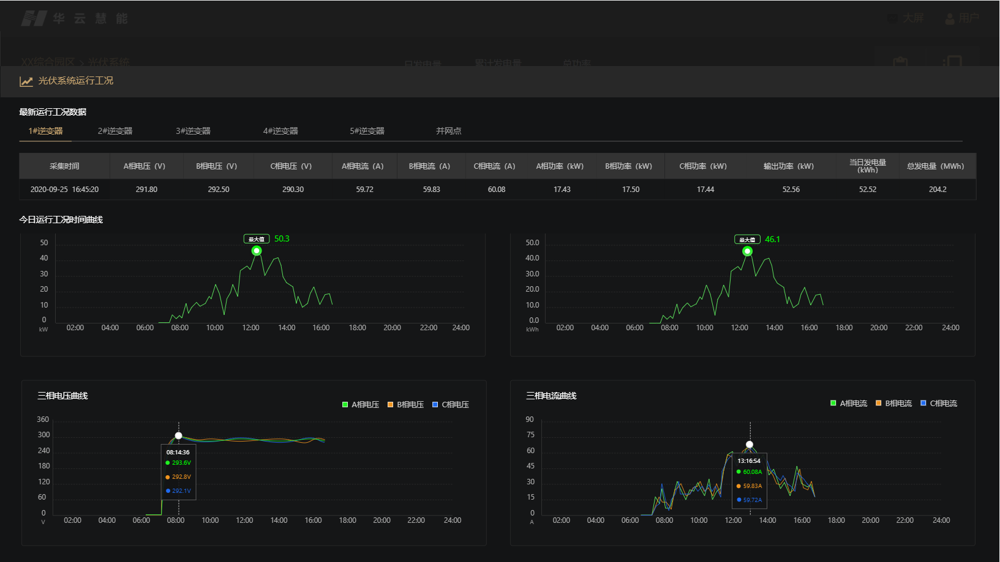 华云慧能
大屏 用户
XX综合园区 > 光伏系统 日发电量 累计发电量 总功率
光伏系统运行工况
最新运行工况数据
1#逆变器 2#逆变器 3#逆变器 4#逆变器 5#逆变器 并网点
采集时间 A相电压（V） B相电压（V） C相电压（V） A相电流（A） B相电流（A） C相电流（A） A相功率（kW） B相功率（kW） C相功率（kW） 输出功率（kW） 当日发电量（kWh） 总发电量（MWh）
2020-09-25 16:45:20 291.80 292.50 290.30 59.72 59.83 60.08 17.43 17.50 17.44 52.56 52.52 204.2
今日运行工况时间曲线
最大值 50.3
50
40
30
20
10
0
kW
02:00 04:00 06:00 08:00 10:00 12:00 14:00 16:00 18:00 20:00 22:00 24:00
最大值 46.1
50.0
40.0
30.0
20.0
10.0
0.0
kWh
02:00 04:00 06:00 08:00 10:00 12:00 14:00 16:00 18:00 20:00 22:00 24:00
三相电压曲线
A相电压 B相电压 C相电压
360
300
240
180
120
60
0
V
08:14:36
293.6V
292.8V
292.1V
02:00 04:00 06:00 08:00 10:00 12:00 14:00 16:00 18:00 20:00 22:00 24:00
三相电流曲线
A相电流 B相电流 C相电流
90
75
60
45
30
15
0
A
13:16:54
60.08A
59.83A
59.72A
02:00 04:00 06:00 08:00 10:00 12:00 14:00 16:00 18:00 20:00 22:00 24:00